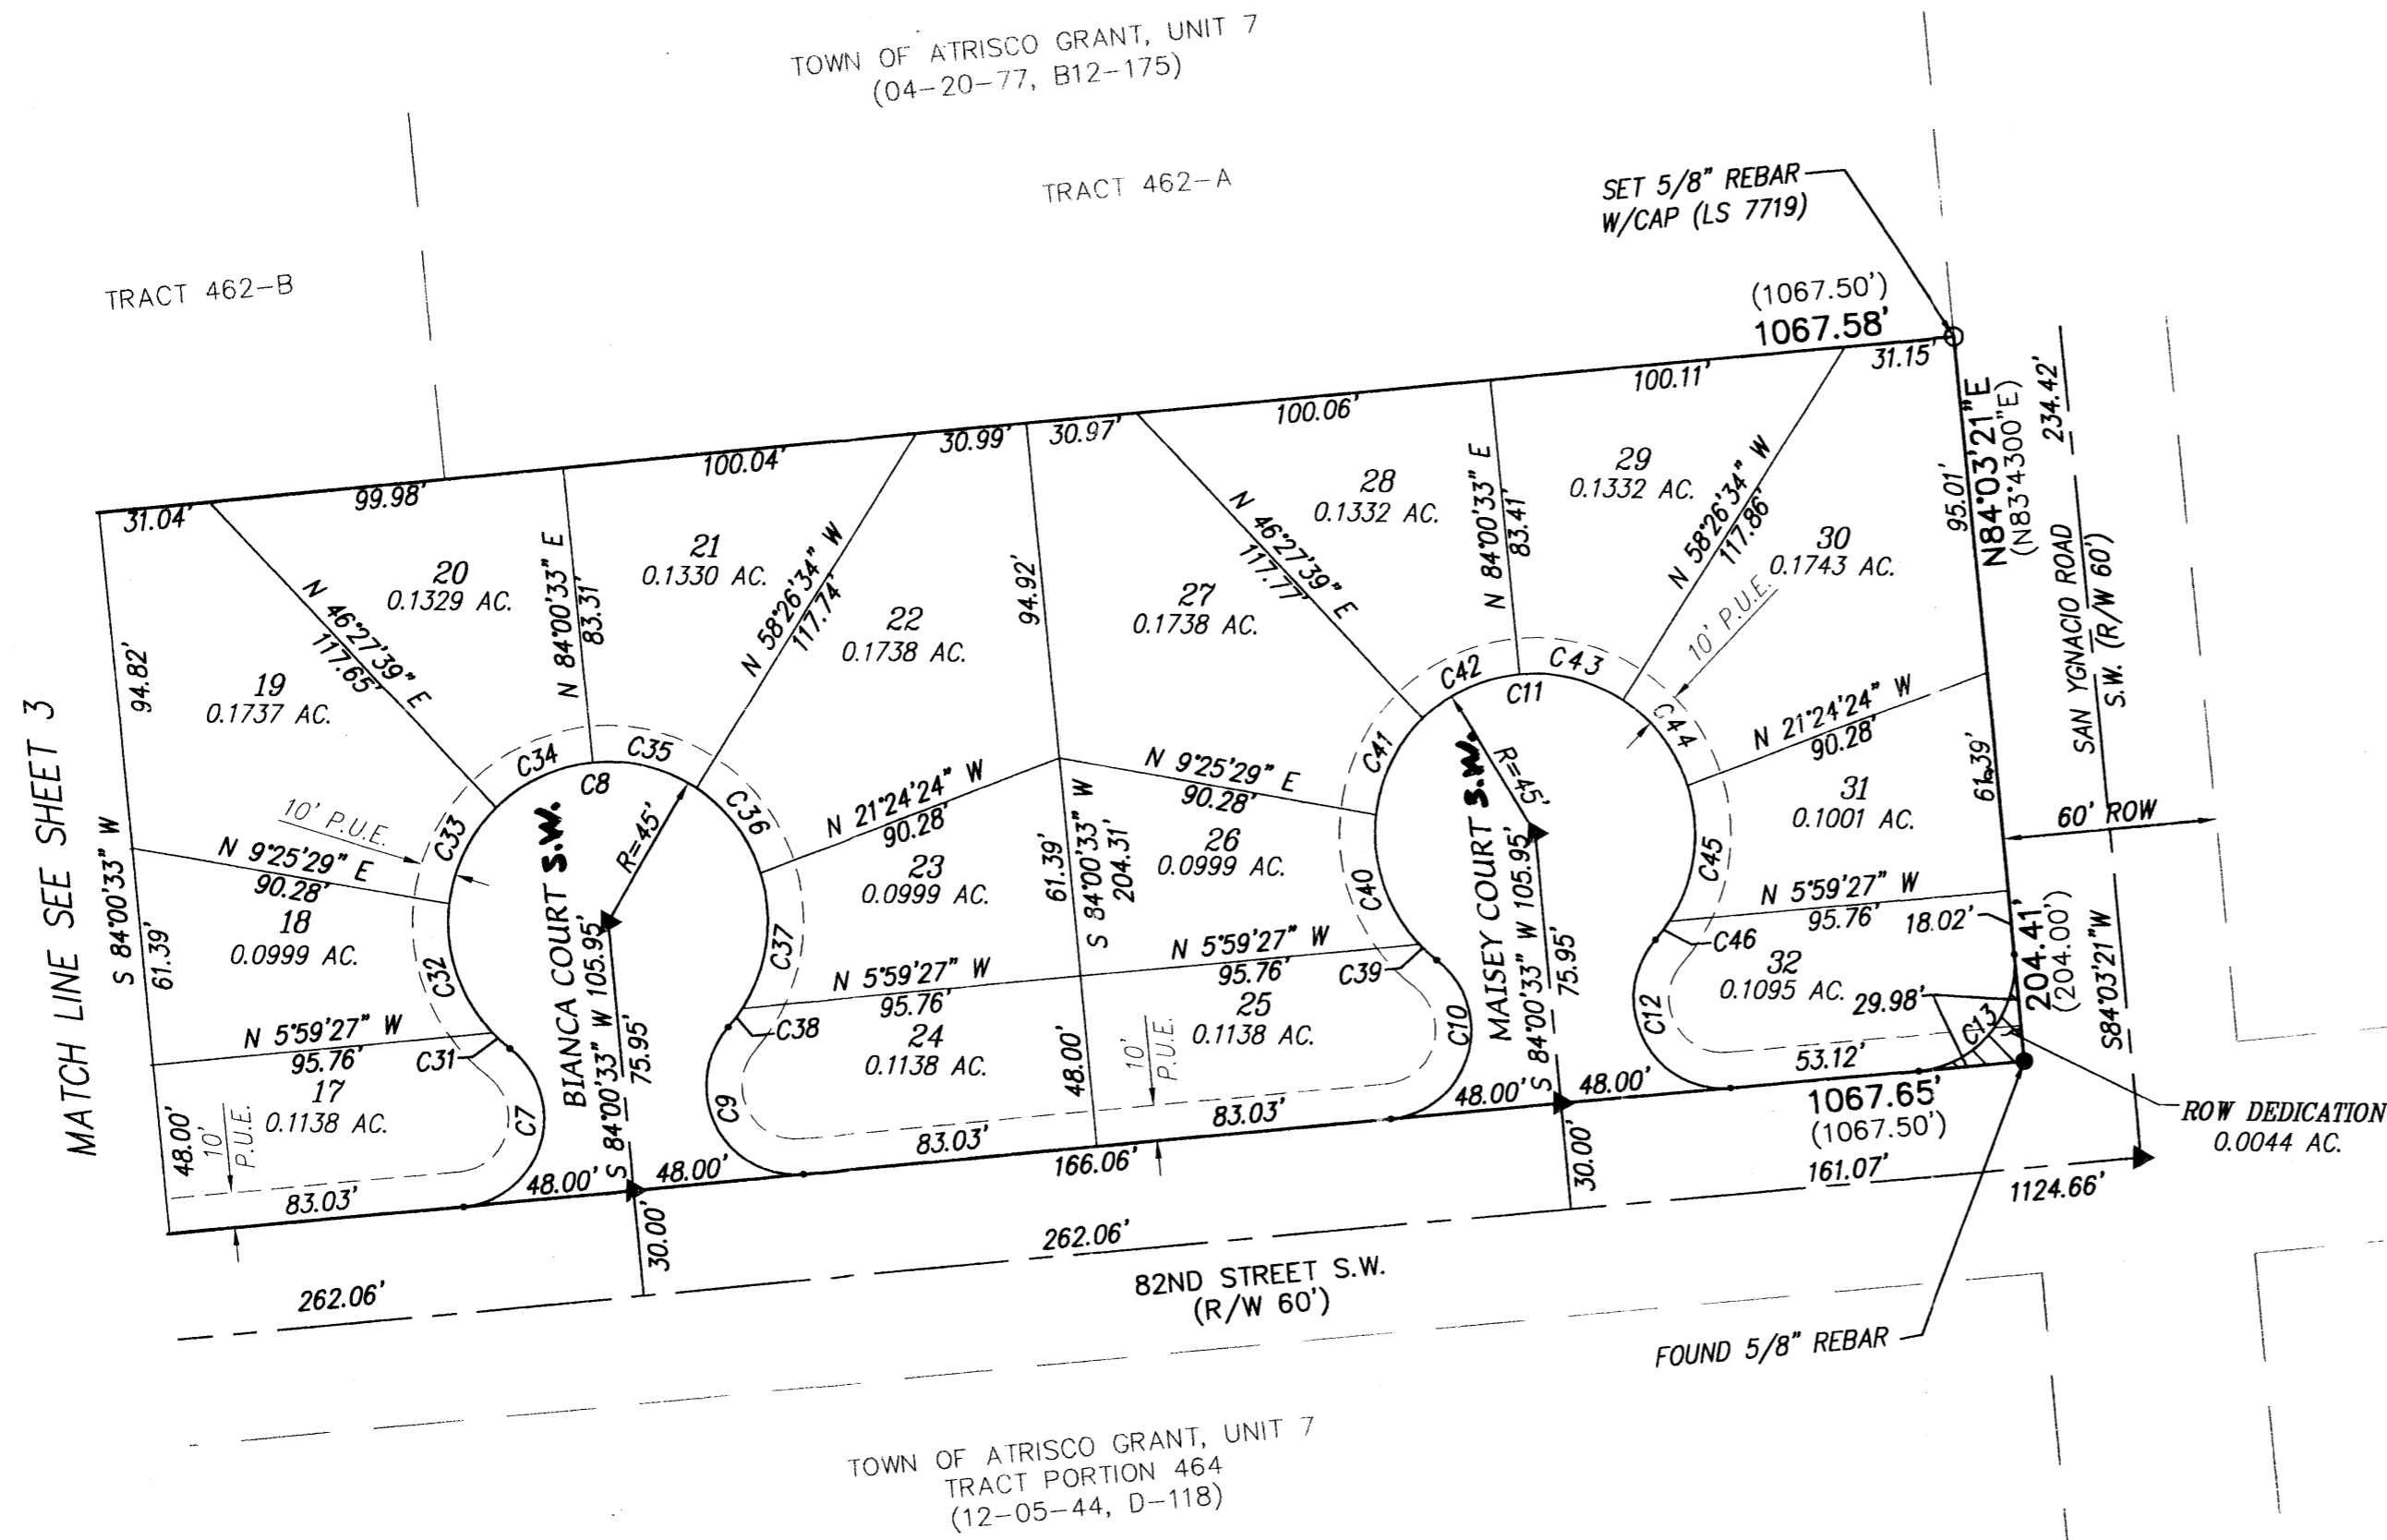 TOWN OF ATRISCO GRANT, UNIT 7
(04-20-77, B12-175)
TRACT 462-A
TRACT 462-B
SET 5/8" REBAR
W/CAP (LS 7719)
(1067.50')
1067.58'
31.15'
100.11'
100.06'
30.97'
30.99'
100.04'
99.98'
31.04'
MATCH LINE SEE SHEET 3
S 84°00'33" W
94.82'
61.39'
48.00'
19
0.1737 AC.
N 46°27'39" E
117.65'
20
0.1329 AC.
N 84°00'33" E
83.31'
21
0.1330 AC.
N 58°26'34" W
117.74'
22
0.1738 AC.
94.92'
27
0.1738 AC.
N 46°27'39" E
117.77'
28
0.1332 AC.
N 84°00'33" E
83.41'
29
0.1332 AC.
N 58°26'34" W
117.86'
30
0.1743 AC.
10' P.U.E.
95.01'
N84°03'21"E
(N83°4300"E)
234.42'
SAN YGNACIO ROAD
S.W. (R/W 60')
10' P.U.E.
C33
C34
C8
C35
C36
R=45'
BIANCA COURT S.W.
S 84°00'33" W 105.95'
75.95'
N 9°25'29" E
90.28'
18
0.0999 AC.
C32
N 5°59'27" W
95.76'
C31
17
0.1138 AC.
10'
P.U.E.
C7
83.03'
48.00'
48.00'
30.00'
262.06'
N 21°24'24" W
90.28'
23
0.0999 AC.
C37
N 5°59'27" W
95.76'
C38
24
0.1138 AC.
C9
83.03'
61.39'
S 84°00'33" W
204.31'
48.00'
166.06'
N 9°25'29" E
90.28'
26
0.0999 AC.
C40
N 5°59'27" W
95.76'
C39
25
0.1138 AC.
10'
P.U.E.
C10
83.03'
C41
C42
C11
C43
C44
R=45'
MAISEY COURT S.W.
S 84°00'33" W 105.95'
75.95'
48.00'
48.00'
30.00'
N 21°24'24" W
90.28'
31
0.1001 AC.
C45
61.39'
60' ROW
N 5°59'27" W
95.76'
18.02'
C46
32
0.1095 AC.
29.98'
C12
C13
53.12'
204.41'
(204.00')
S84°03'21"W
1067.65'
(1067.50')
ROW DEDICATION
0.0044 AC.
161.07'
1124.66'
262.06'
82ND STREET S.W.
(R/W 60')
FOUND 5/8" REBAR
TOWN OF ATRISCO GRANT, UNIT 7
TRACT PORTION 464
(12-05-44, D-118)